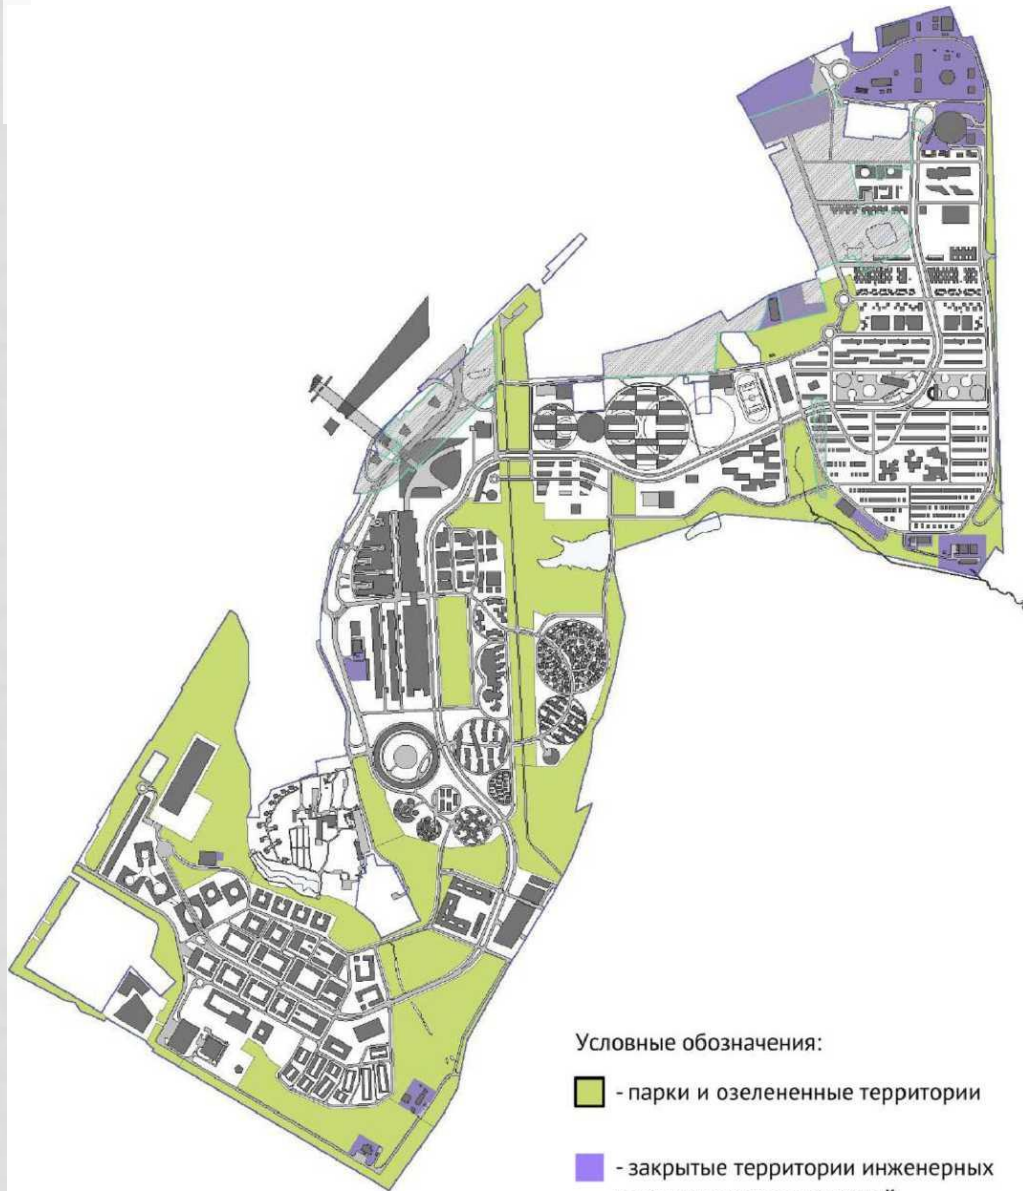 Условные обозначения:
- парки и озелененные территории
- закрытые территории инженерных